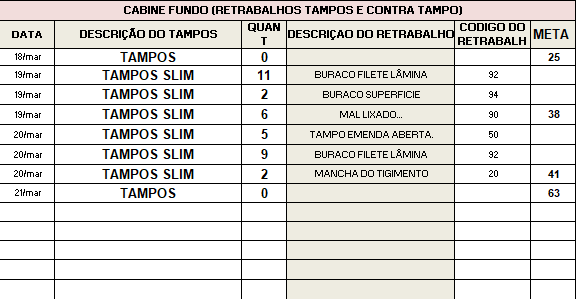 CABINE FUNDO (RETRABALHOS TAMPOS E CONTRA TAMPO)
DATA DESCRIÇÃO DO TAMPOS QUANT DESCRIÇAO DO RETRABALHO CODIGO DO RETRABALH META
18/mar TAMPOS 0 25
19/mar TAMPOS SLIM 11 BURACO FILETE LÂMINA 92
19/mar TAMPOS SLIM 2 BURACO SUPERFICIE 94
19/mar TAMPOS SLIM 6 MAL LIXADO... 90 38
20/mar TAMPOS SLIM 5 TAMPO EMENDA ABERTA. 50
20/mar TAMPOS SLIM 9 BURACO FILETE LÂMINA 92
20/mar TAMPOS SLIM 2 MANCHA DO TIGIMENTO 20 41
21/mar TAMPOS 0 63